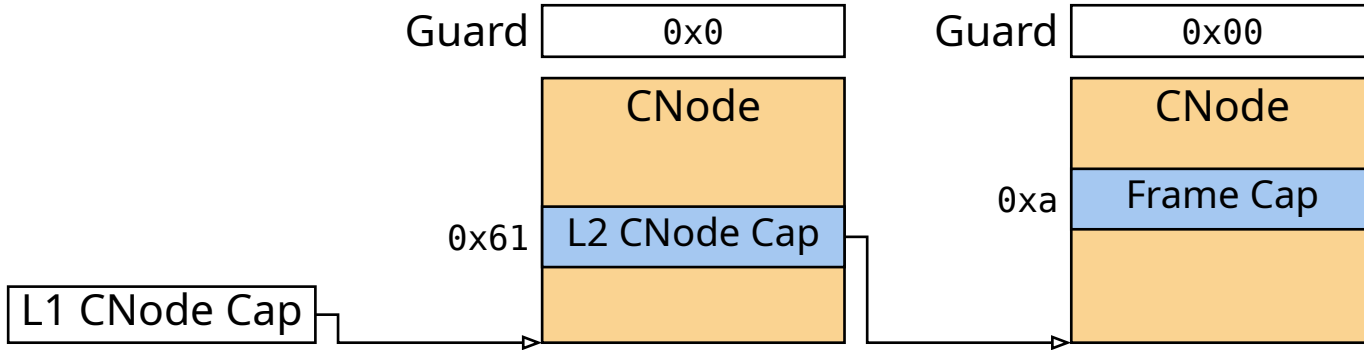 Guard 0x0
Guard 0x00
CNode
CNode
0xa
Frame Cap
0x61
L2 CNode Cap
L1 CNode Cap